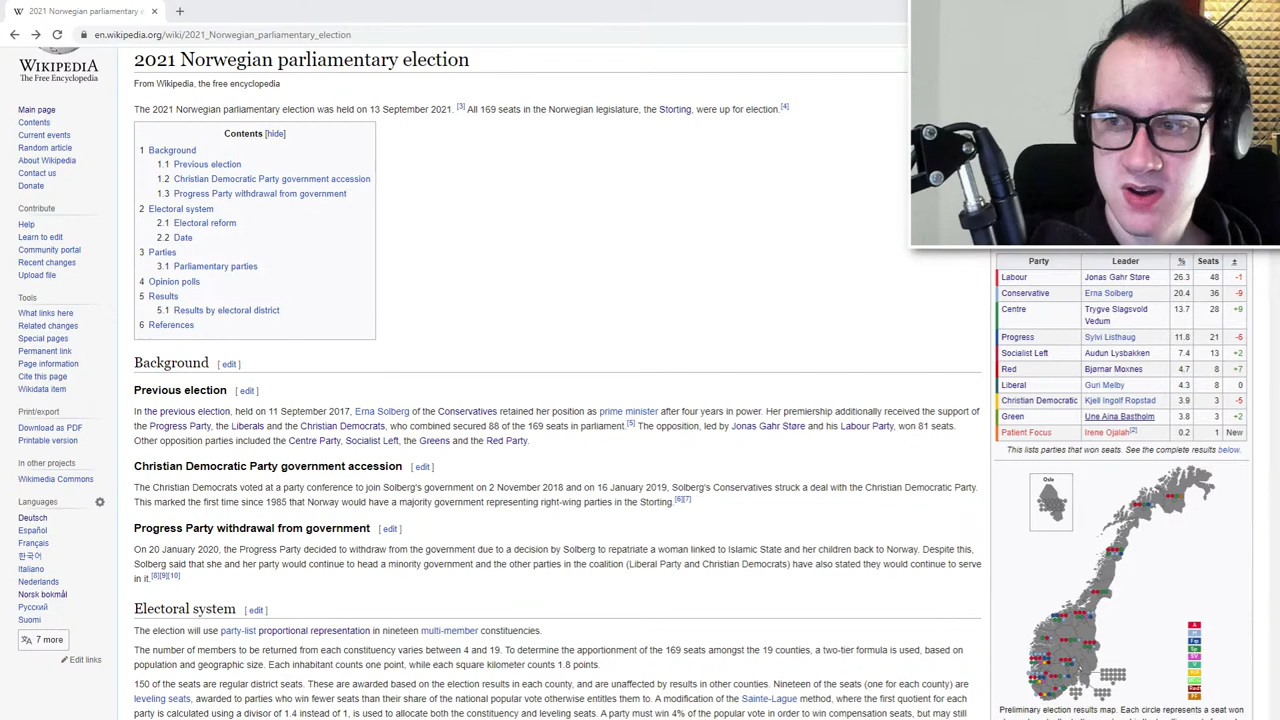 2021 Norwegian parliamentary e
en.wikipedia.org/wiki/2021_Norwegian_parliamentary_election
WIKIPEDIA
The Free Encyclopedia
Main page
Contents
Current events
Random article
About Wikipedia
Contact us
Donate
Contribute
Help
Learn to edit
Community portal
Recent changes
Upload file
Tools
What links here
Related changes
Special pages
Permanent link
Page information
Cite this page
Wikidata item
Print/export
Download as PDF
Printable version
In other projects
Wikimedia Commons
Languages
Deutsch
Español
Français
한국어
Italiano
Nederlands
Norsk bokmål
Русский
Suomi
7 more
Edit links
2021 Norwegian parliamentary election
From Wikipedia, the free encyclopedia
The 2021 Norwegian parliamentary election was held on 13 September 2021. [3] All 169 seats in the Norwegian legislature, the Storting, were up for election.[4]
Contents [hide]
1 Background
1.1 Previous election
1.2 Christian Democratic Party government accession
1.3 Progress Party withdrawal from government
2 Electoral system
2.1 Electoral reform
2.2 Date
3 Parties
3.1 Parliamentary parties
4 Opinion polls
5 Results
5.1 Results by electoral district
6 References
Background [ edit ]
Previous election [ edit ]
In the previous election, held on 11 September 2017, Erna Solberg of the Conservatives retained her position as prime minister after four years in power. Her premiership additionally received the support of
the Progress Party, the Liberals and the Christian Democrats, who combined secured 88 of the 169 seats in parliament.[5] The opposition, led by Jonas Gahr Støre and his Labour Party, won 81 seats.
Other opposition parties included the Centre Party, Socialist Left, the Greens and the Red Party.
Christian Democratic Party government accession [ edit ]
The Christian Democrats voted at a party conference to join Solberg's government on 2 November 2018 and on 16 January 2019, Solberg's Conservatives struck a deal with the Christian Democratic Party.
This marked the first time since 1985 that Norway would have a majority government representing right-wing parties in the Storting.[6][7]
Progress Party withdrawal from government [ edit ]
On 20 January 2020, the Progress Party decided to withdraw from the government due to a decision by Solberg to repatriate a woman linked to Islamic State and her children back to Norway. Despite this,
Solberg said that she and her party would continue to head a minority government and the other parties in the coalition (Liberal Party and Christian Democrats) have also stated they would continue to serve
in it.[8][9][10]
Electoral system [ edit ]
The election will use party-list proportional representation in nineteen multi-member constituencies.
The number of members to be returned from each constituency varies between 4 and 19. To determine the apportionment of the 169 seats amongst the 19 counties, a two-tier formula is used, based on
population and geographic size. Each inhabitant counts one point, while each square kilometer counts 1.8 points.
150 of the seats are regular district seats. These are awarded based on the election results in each county, and are unaffected by results in other counties. Nineteen of the seats (one for each county) are
leveling seats, awarded to parties who win fewer seats than their share of the national popular vote otherwise entitles them to. A modification of the Sainte-Lague method, where the first quotient for each
party is calculated using a divisor of 1.4 instead of 1, is used to allocate both the constituency and leveling seats. A party must win 4% of the popular vote in order to win compensation seats, but may still
Party Leader % Seats ±
Labour Jonas Gahr Støre 26.3 48 -1
Conservative Erna Solberg 20.4 36 -9
Centre Trygve Slagsvold 13.7 28 +9
Vedum
Progress Sylvi Listhaug 11.8 21 -6
Socialist Left Audun Lysbakken 7.4 13 +2
Red Bjørnar Moxnes 4.7 8 +7
Liberal Guri Melby 4.3 8 0
Christian Democratic Kjell Ingolf Ropstad 3.9 3 -5
Green Une Aina Bastholm 3.8 3 +2
Patient Focus Irene Ojalah[2] 0.2 1 New
This lists parties that won seats. See the complete results below.
Oslo
A
H
Frp
Sp
SV
V
KrF
Rødt
PF
Preliminary election results map. Each circle represents a seat won